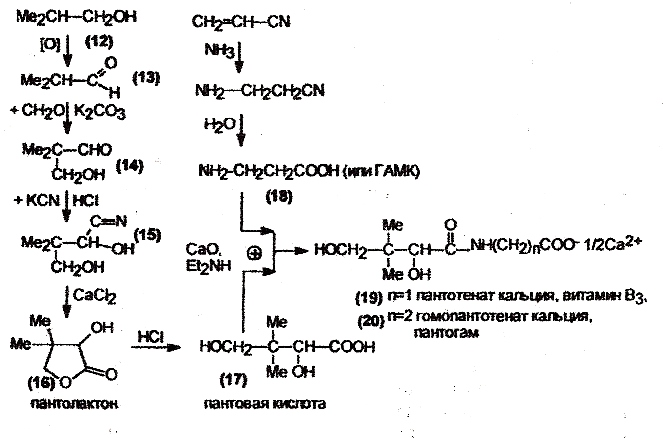 Me2CH—CH2OH
[O] (12)
Me2CH—C O H (13)
+ CH2O K2CO3
Me2C—CHO
CH2OH (14)
+ KCN HCl
C≡N
Me2C—CH OH (15)
CH2OH
CaCl2
Me OH
Me
O O
(16)
пантолактон
HCl
CH2=CH—CN
NH3
NH2—CH2CH2CN
H2O
NH2-CH2CH2COOH (или ГАМК)
(18)
CaO,
Et2NH
⊕
Me
HOCH2—C—CH—COOH
Me OH
(17)
пантовая кислота
Me O
HOCH2—C—CH—C—NH(CH2)nCOO- 1/2Ca2+
Me OH
(19) n=1 пантотенат кальция, витамин В3,
(20) n=2 гомопантотенат кальция,
пантогам